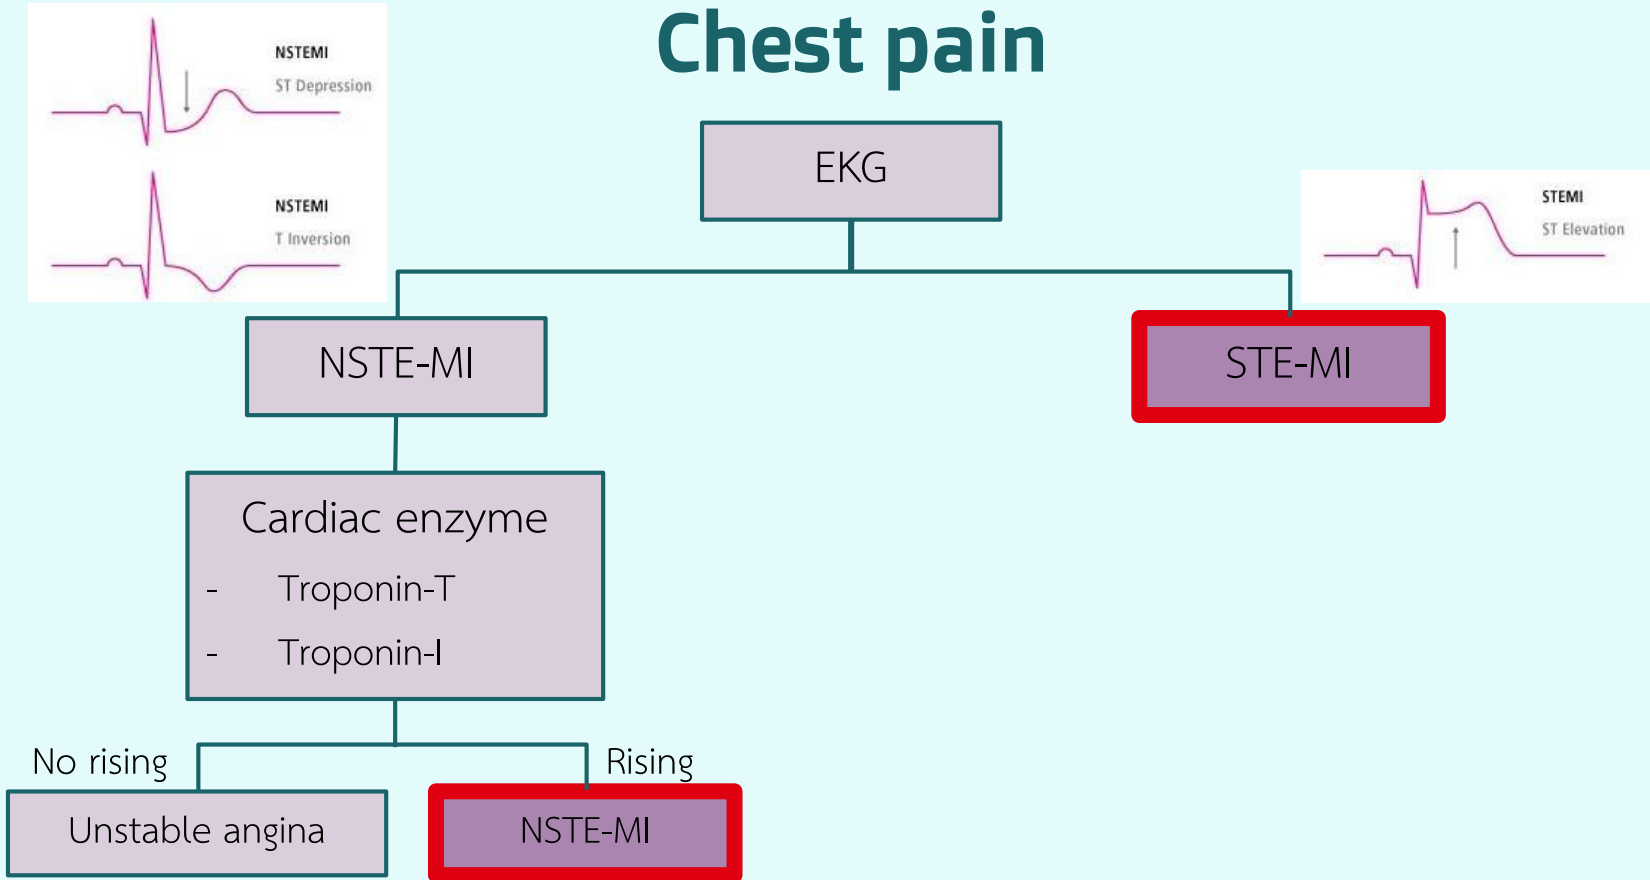 Chest pain
NSTEMI
ST Depression
NSTEMI
T Inversion
EKG
STEMI
ST Elevation
NSTE-MI
STE-MI
Cardiac enzyme
- Troponin-T
- Troponin-I
No rising
Rising
Unstable angina
NSTE-MI